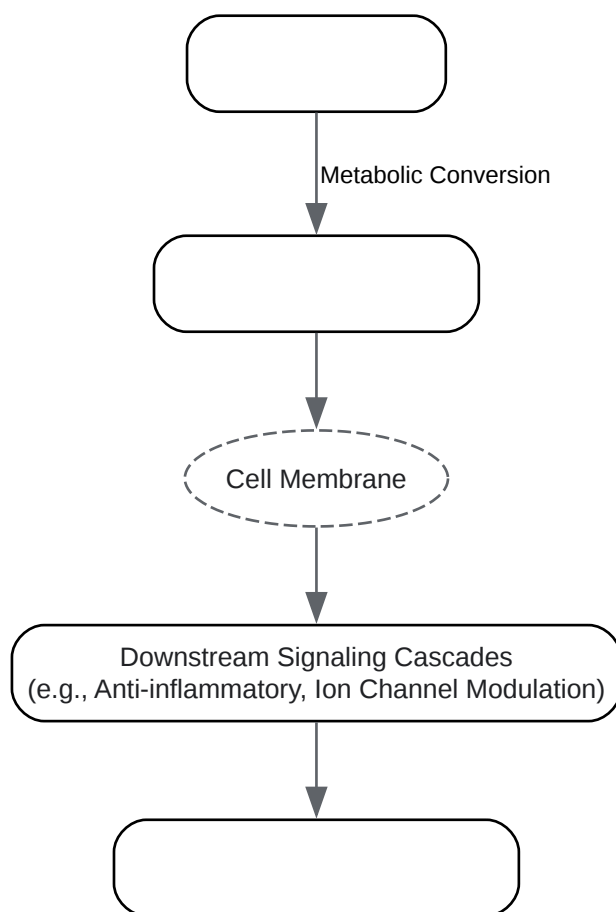 Metabolic Conversion
Cell Membrane
Downstream Signaling Cascades
(e.g., Anti-inflammatory, Ion Channel Modulation)